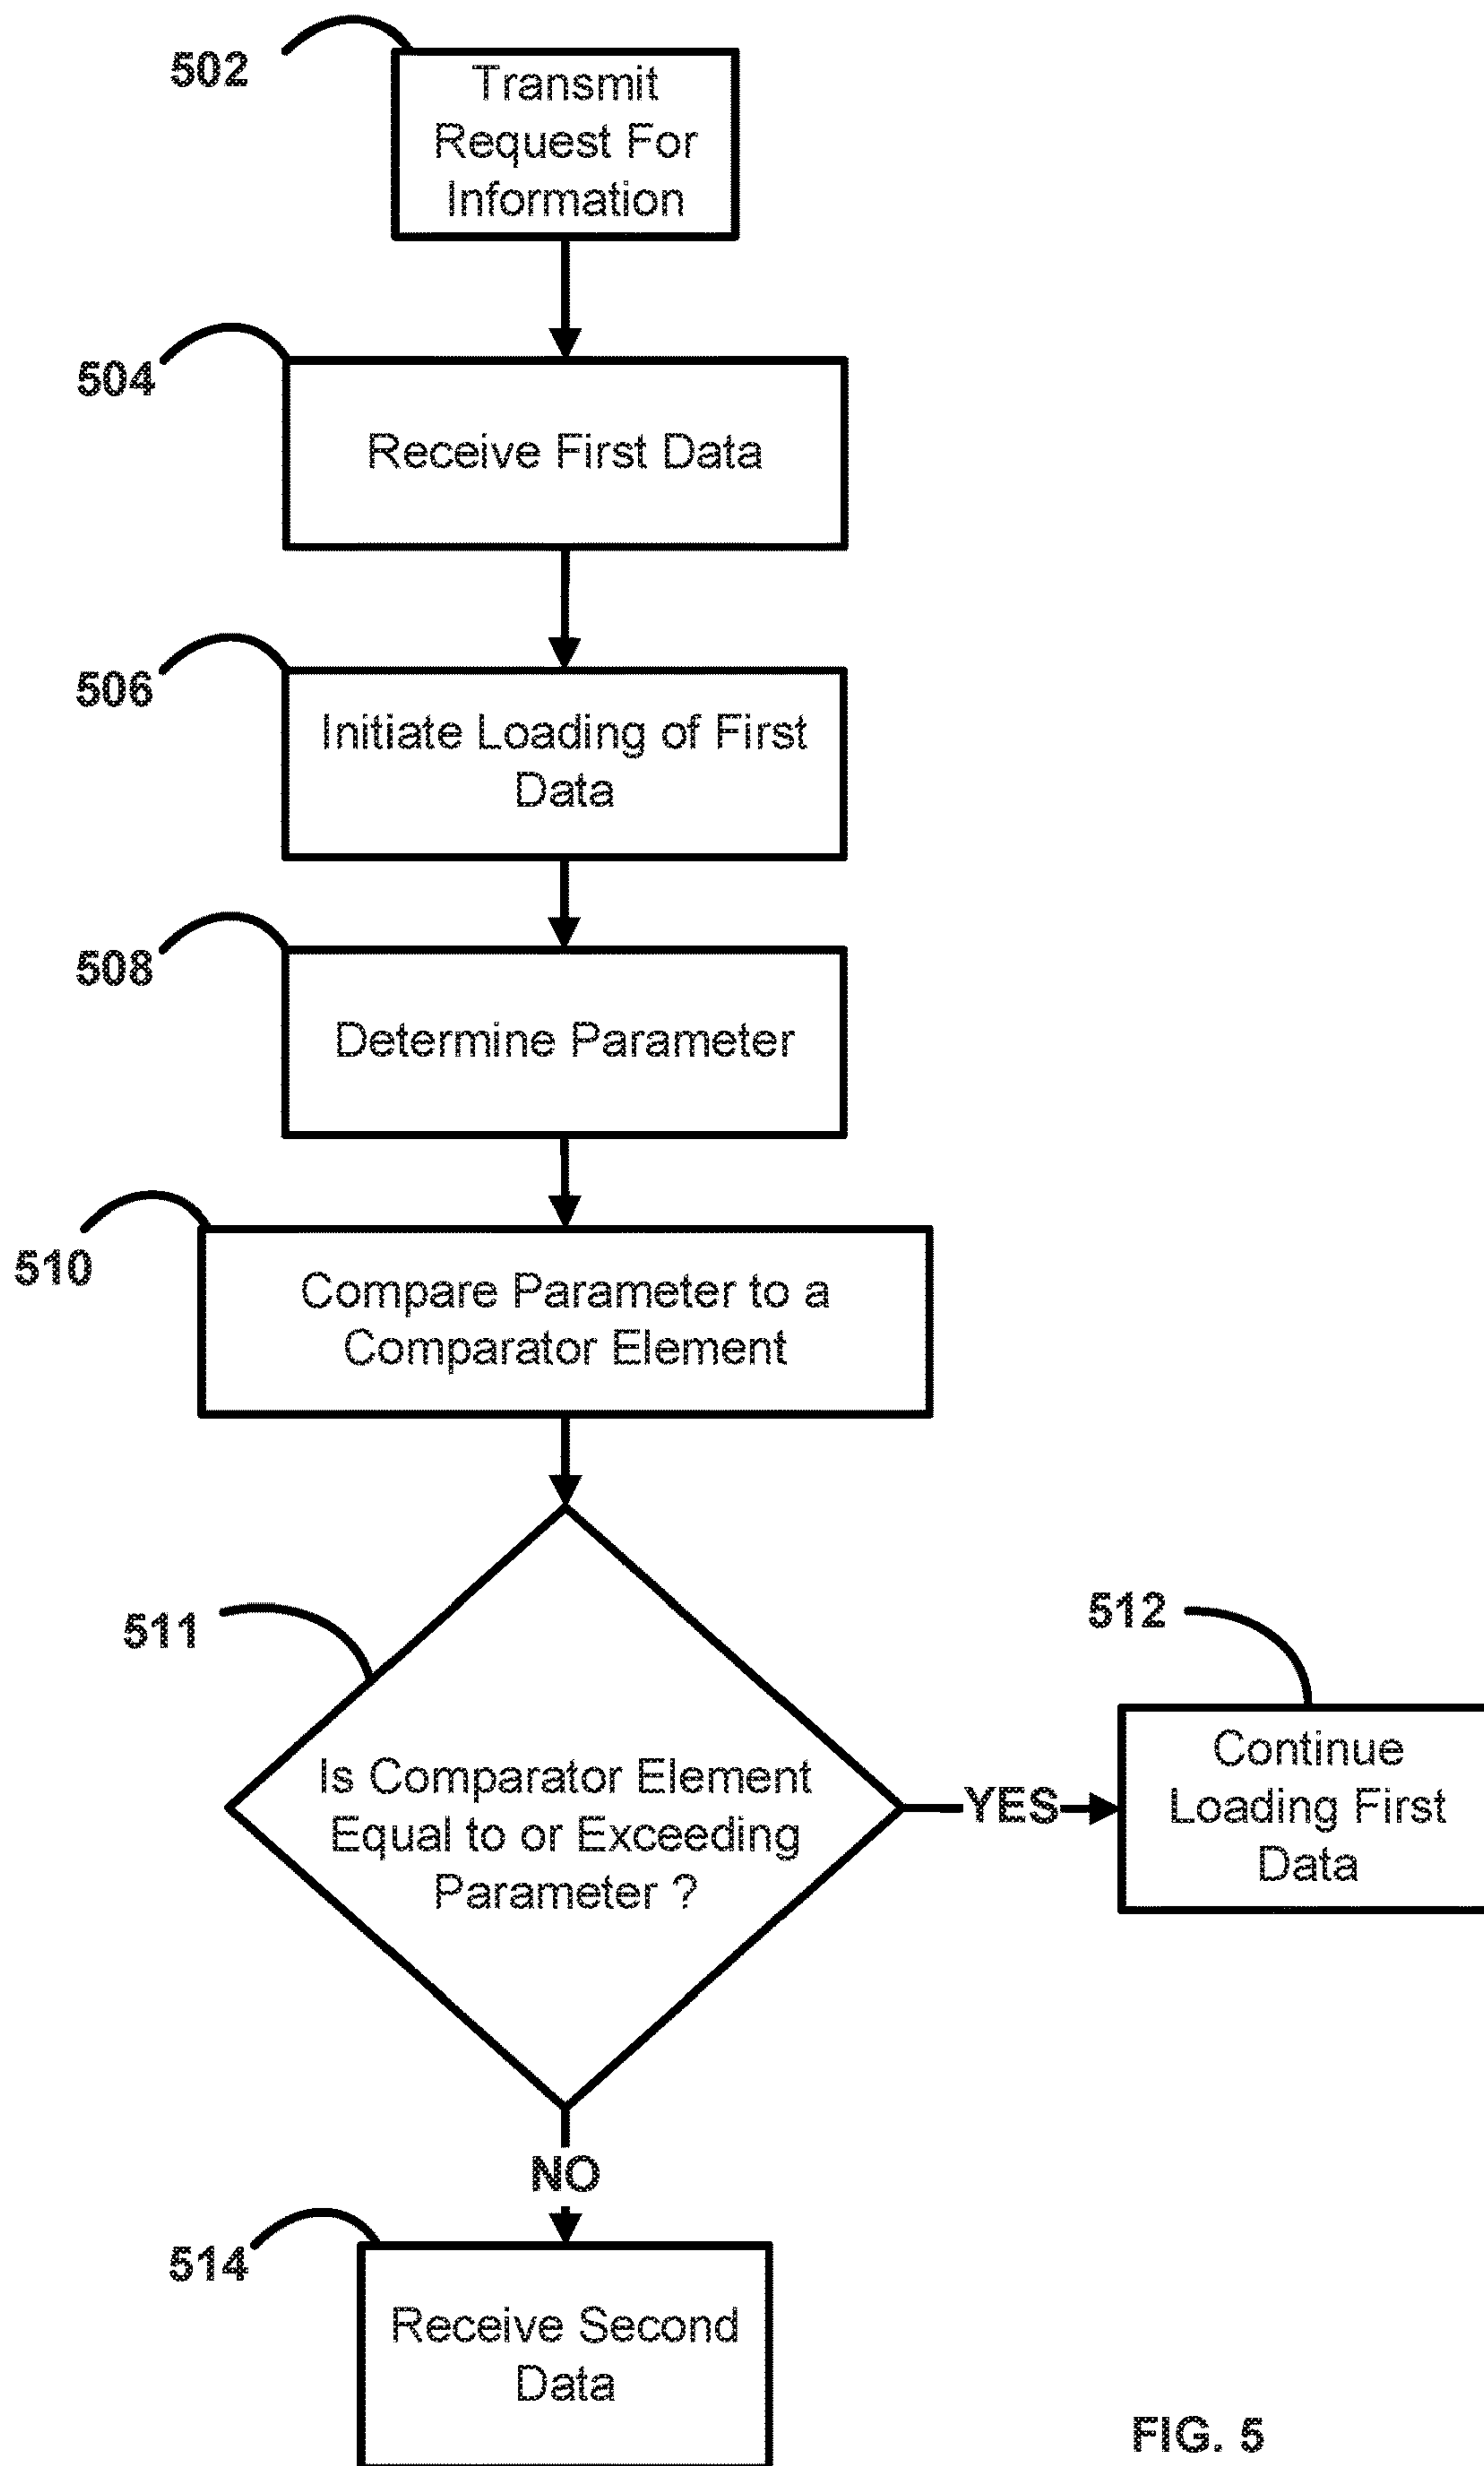 502
Transmit
Request For
Information
504
Receive First Data
506
Initiate Loading of First
Data
508
Determine Parameter
510
Compare Parameter to a
Comparator Element
511
Is Comparator Element
Equal to or Exceeding
Parameter ?
YES
512
Continue
Loading First
Data
NO
514
Receive Second
Data
FIG. 5